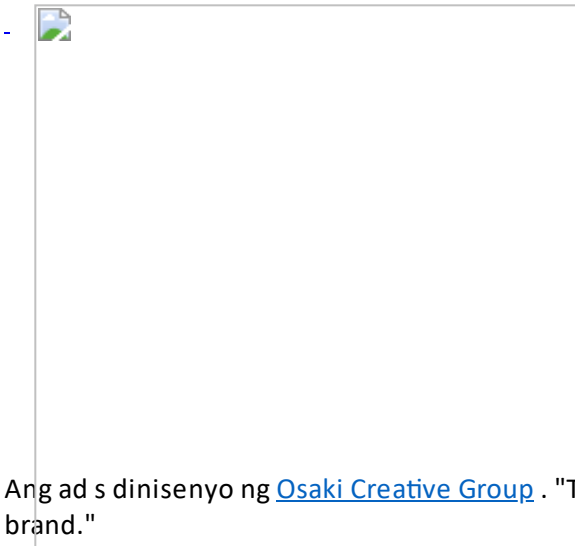 Ang ad s dinisenyo ng Osaki Creative Group . "T
brand."